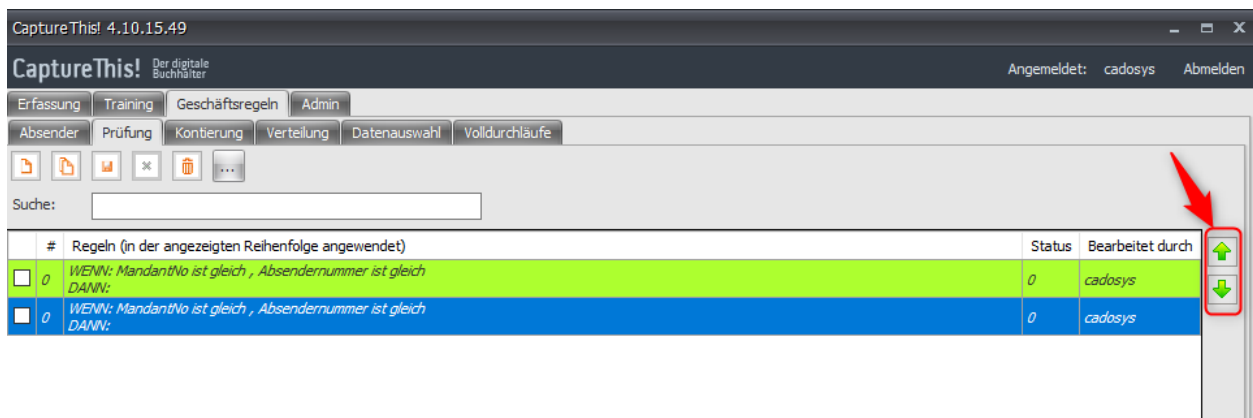 CaptureThis! 4.10.15.49
CaptureThis! Der digitale Buchhälter
Angemeldet: cadosys Abmelden
Erfassung Training Geschäftsregeln Admin
Absender Prüfung Kontierung Verteilung Datenauswahl Volldurchläufe
...
Suche:
# Regeln (in der angezeigten Reihenfolge angewendet) Status Bearbeitet durch
0 WENN: MandantNo ist gleich , Absendernummer ist gleich 0 cadosys
DANN:
0 WENN: MandantNo ist gleich , Absendernummer ist gleich 0 cadosys
DANN: